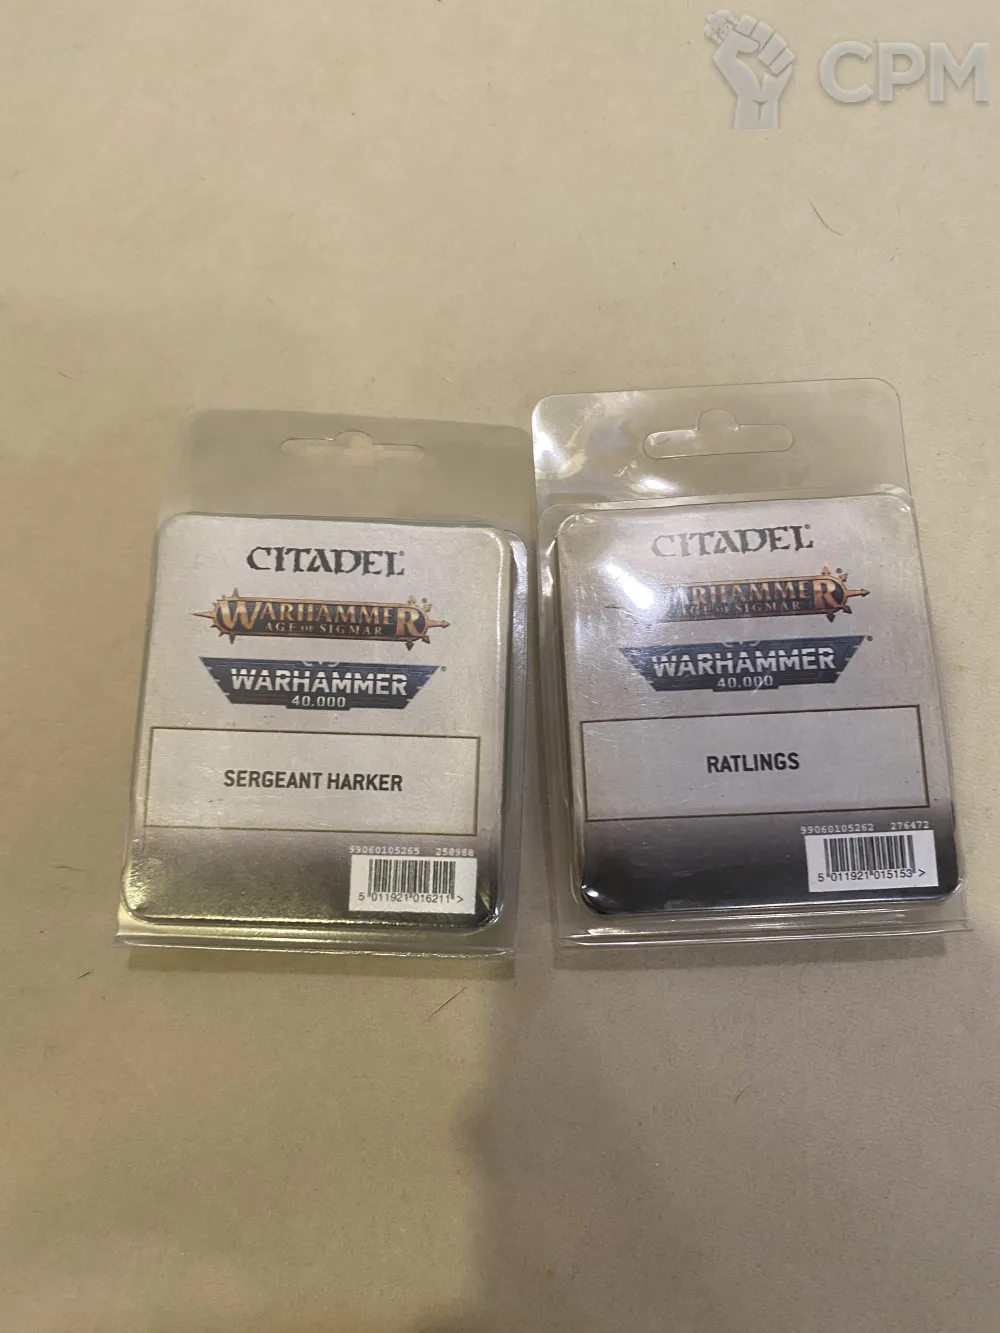 CPM
CITADEL®
WARHAMMER®
AGE OF SIGMAR
WARHAMMER®
40,000
SERGEANT HARKER
99060105265 258988
5 011921 016211 >
CITADEL®
WARHAMMER®
AGE OF SIGMAR
WARHAMMER®
40,000
RATLINGS
99060105262 276472
5 011921 015153 >